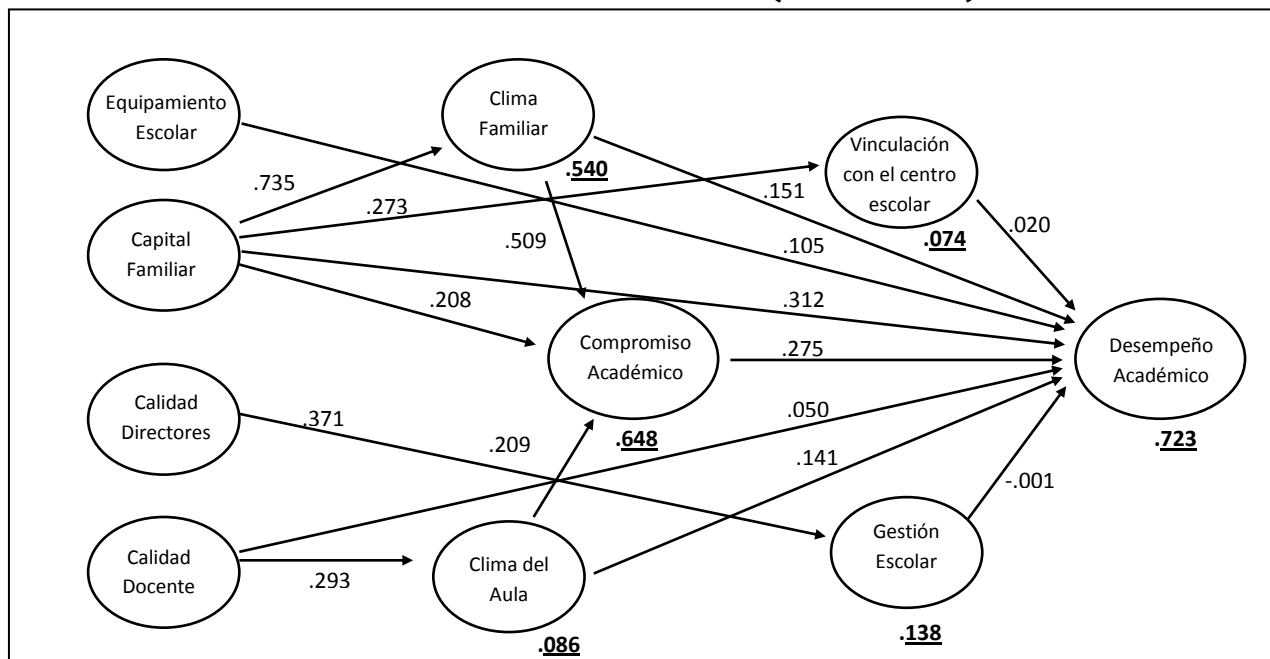 Equipamiento
Escolar
Clima
Familiar
.540
Vinculación
con el centro
escolar
.074
.735
.273
.151
.020
.509
.105
Capital
Familiar
.208
.312
Compromiso
Académico
.648
.275
Desempeño
Académico
.723
Calidad
Directores
.371
.209
.050
.141
-.001
Calidad
Docente
.293
Clima del
Aula
.086
Gestión
Escolar
.138